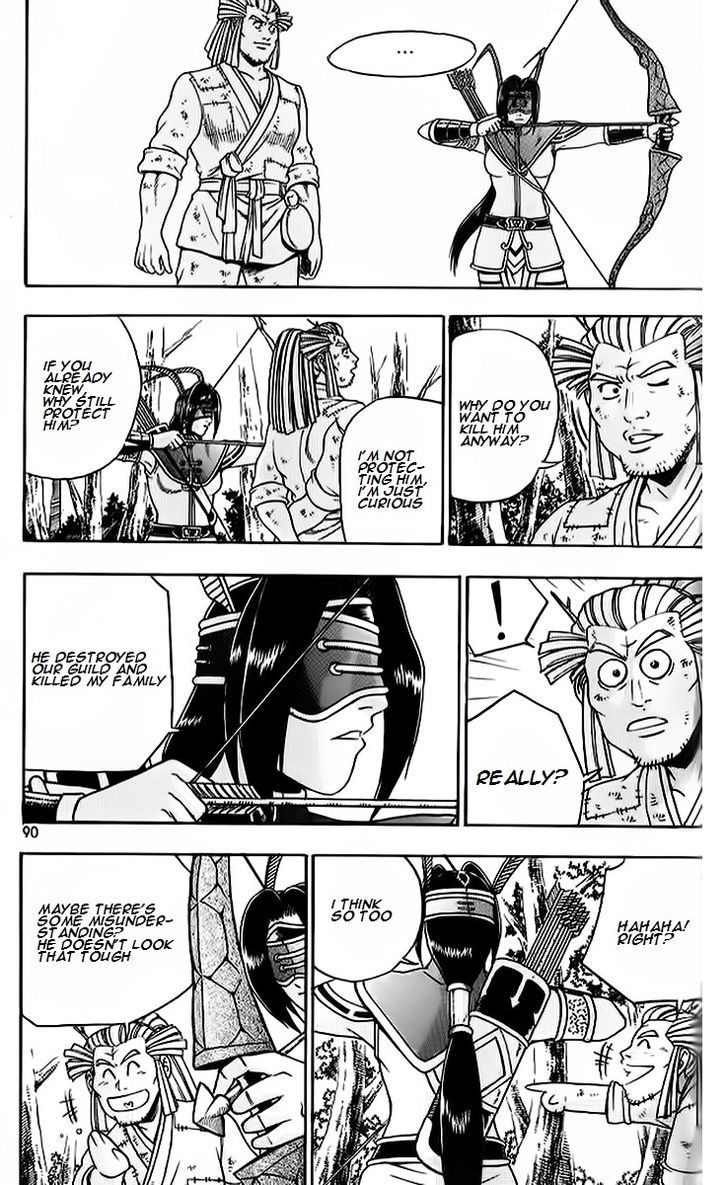 ...
IF YOU
ALREADY
KNEW,
WHY STILL
PROTECT
HIM?
I'M NOT
PROTEC-
TING HIM,
I'M JUST
CURIOUS
WHY DO YOU
WANT TO
KILL HIM
ANYWAY?
HE DESTROYED
OUR GUILD AND
KILLED MY FAMILY
!
REALLY?
90
MAYBE THERE'S
SOME MISUNDER-
STANDING?
HE DOESN'T LOOK
THAT TOUGH
I THINK
SO TOO
HAHAHA!
RIGHT?